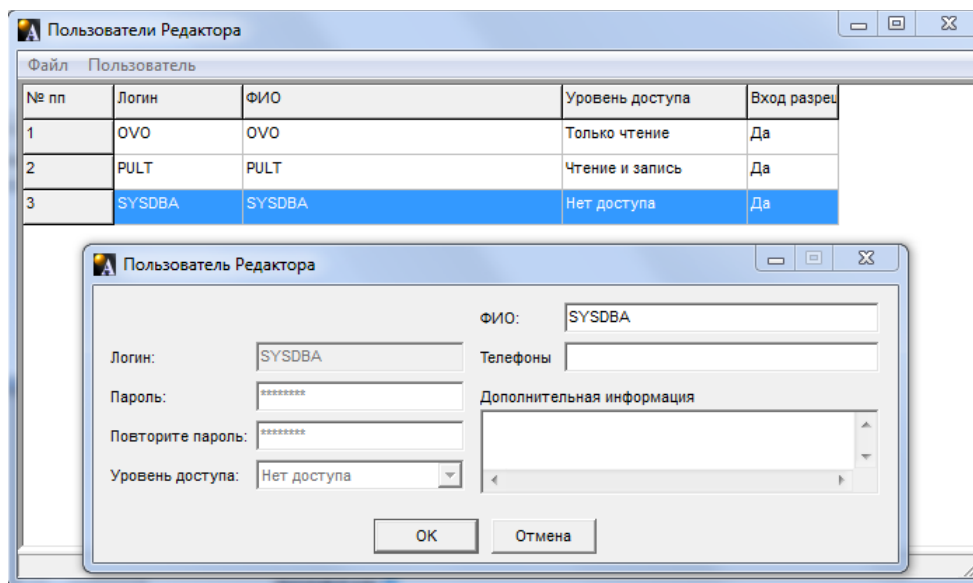 Пользователи Редактора
Файл Пользователь
№ пп Логин ФИО Уровень доступа Вход разрец
1 OVO OVO Только чтение Да
2 PULT PULT Чтение и запись Да
3 SYSDBA SYSDBA Нет доступа Да
Пользователь Редактора
ФИО: SYSDBA
Логин: SYSDBA Телефоны
Пароль: ******** Дополнительная информация
Повторите пароль: ********
Уровень доступа: Нет доступа
ОК Отмена